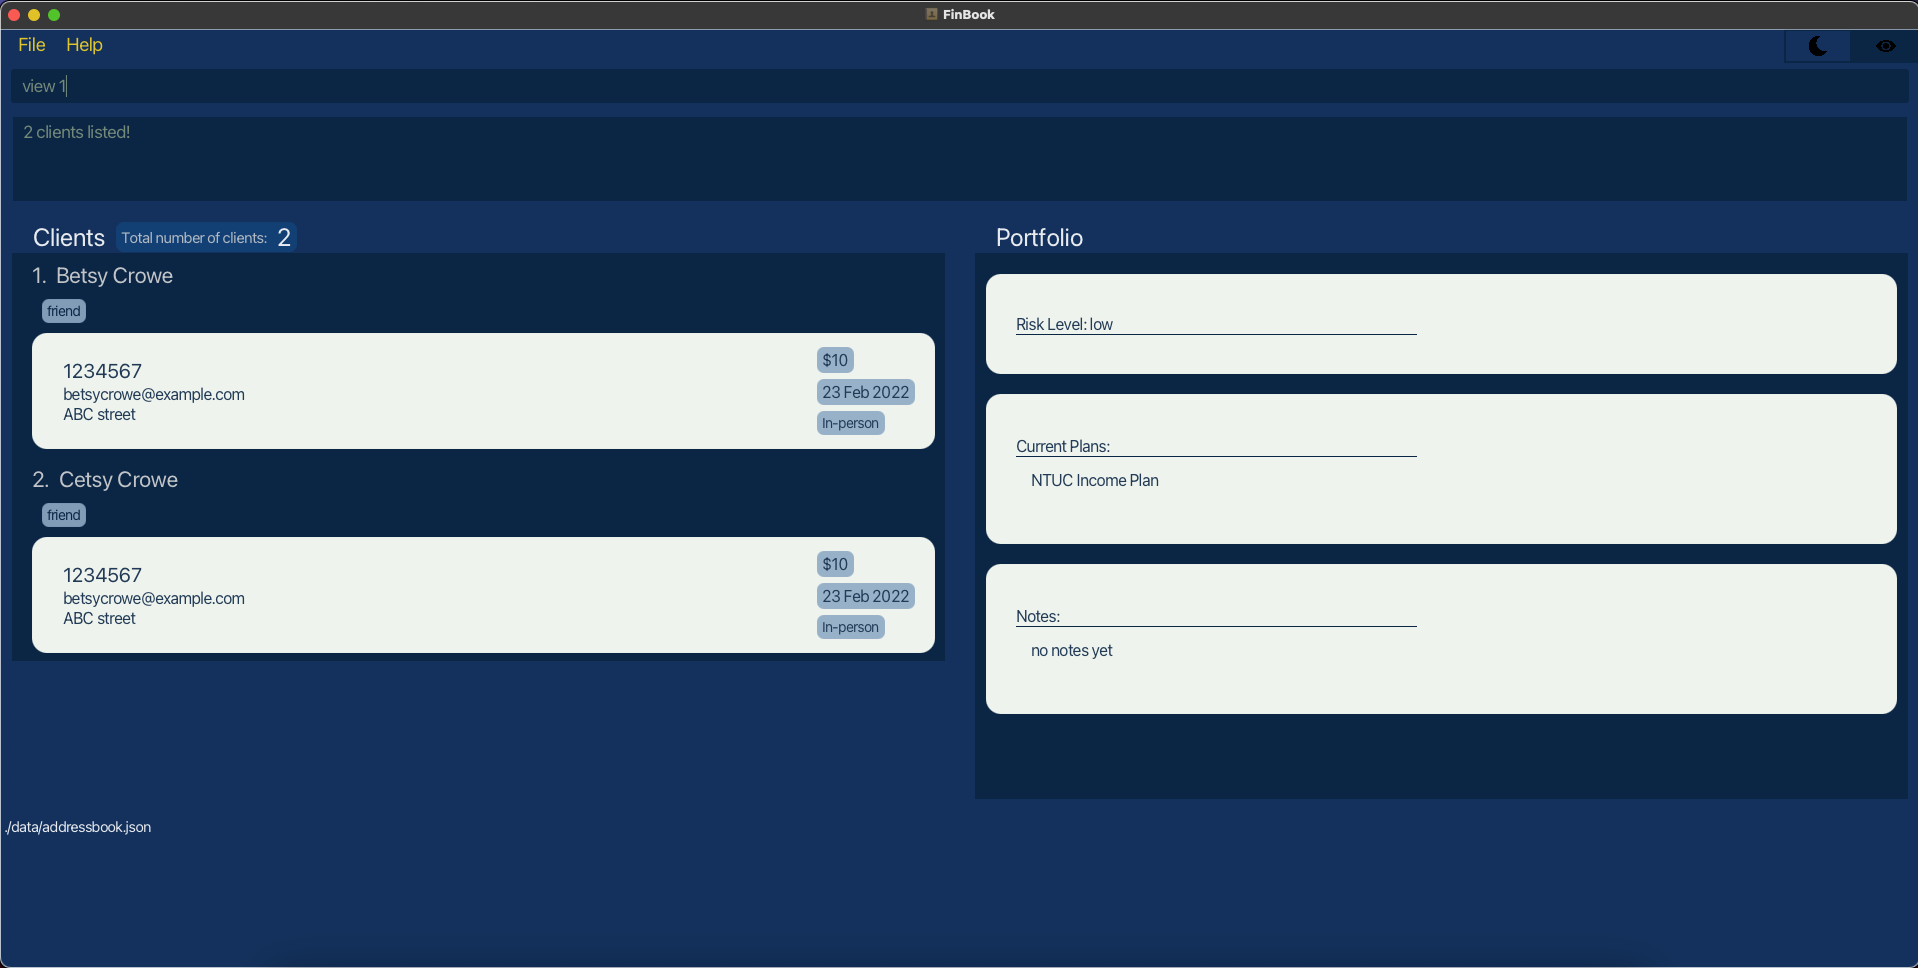 FinBook
File Help
view 1
2 clients listed!
Clients Total number of clients: 2
1. Betsy Crowe
friend
1234567
betsycrowe@example.com
ABC street
$10
23 Feb 2022
In-person
2. Cetsy Crowe
friend
1234567
betsycrowe@example.com
ABC street
$10
23 Feb 2022
In-person
Portfolio
Risk Level: low
Current Plans:
NTUC Income Plan
Notes:
no notes yet
./data/addressbook.json